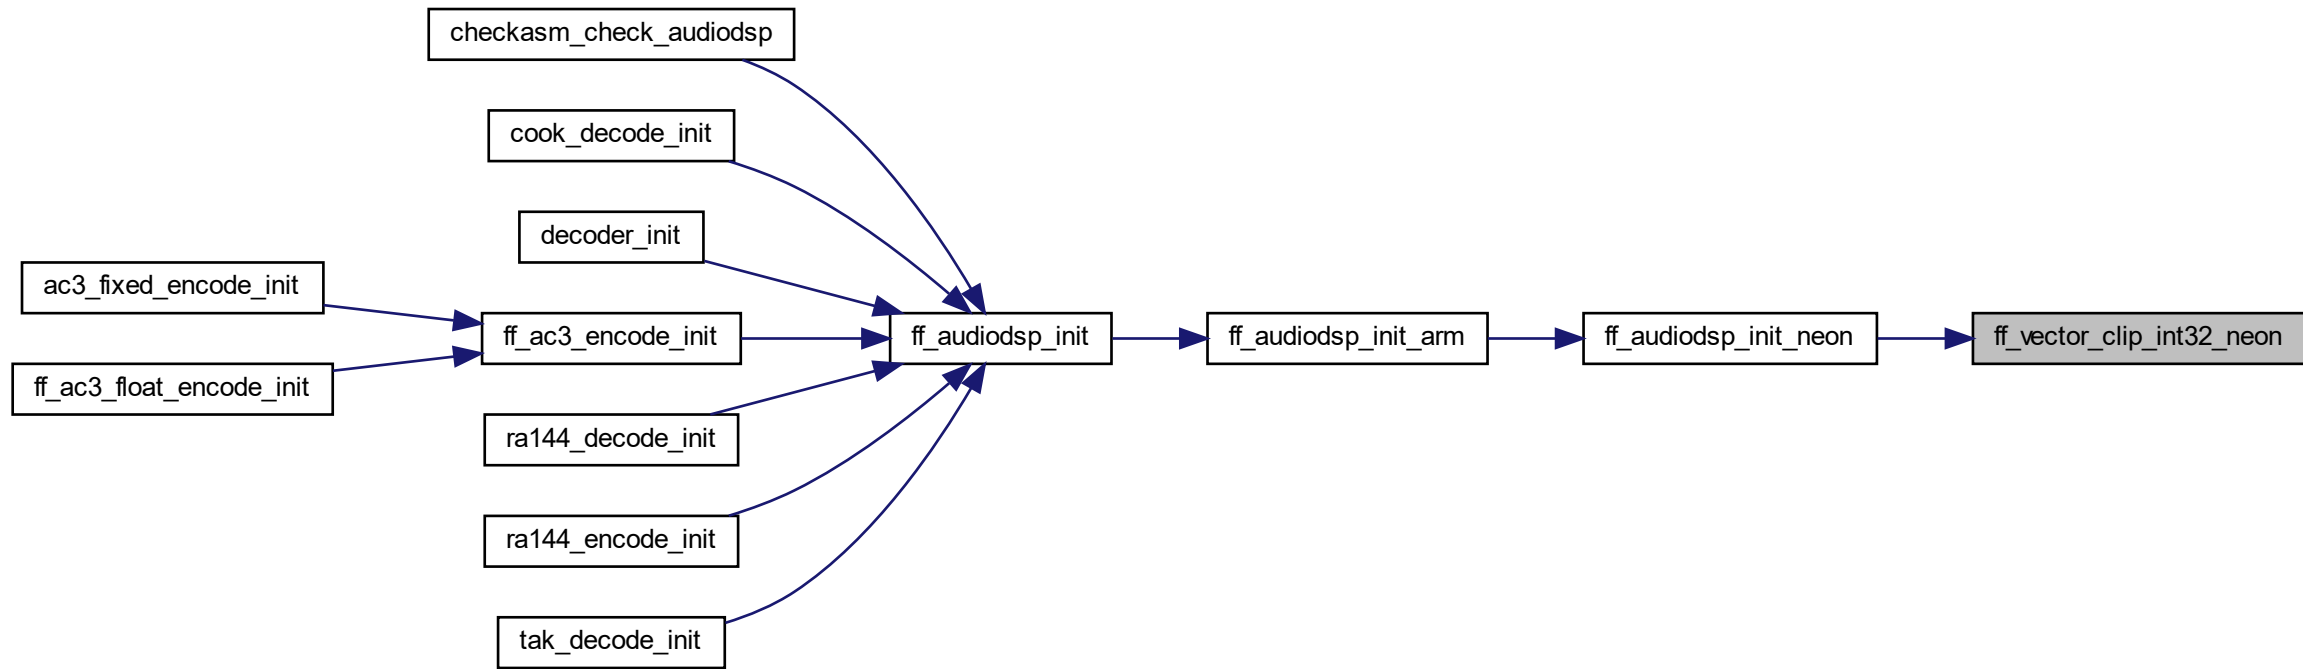 checkasm_check_audiodsp
cook_decode_init
decoder_init
ac3_fixed_encode_init
ff_ac3_encode_init
ff_audiodsp_init
ff_audiodsp_init_arm
ff_audiodsp_init_neon
ff_vector_clip_int32_neon
ff_ac3_float_encode_init
ra144_decode_init
ra144_encode_init
tak_decode_init